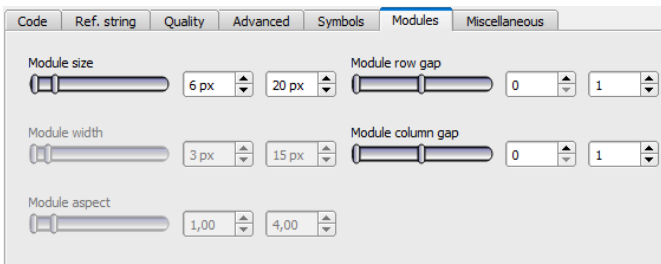 Code Ref. string Quality Advanced Symbols Modules Miscellaneous
Module size Module row gap
6 px 20 px 0 1
Module width Module column gap
3 px 15 px 0 1
Module aspect
1,00 4,00